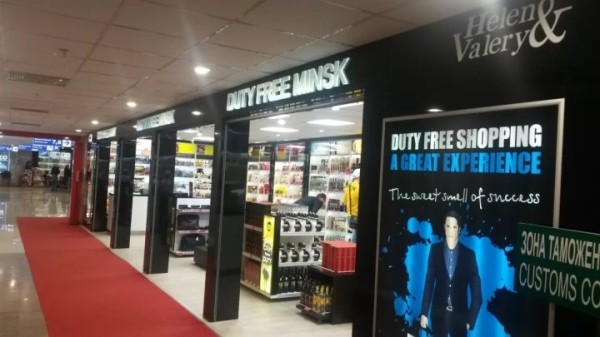 Helen &
Valery
DUTY FREE MINSK
DUTY FREE SHOPPING
A GREAT EXPERIENCE
The sweet smell of success
ЗОНА ТАМОЖЕН
CUSTOMS CO